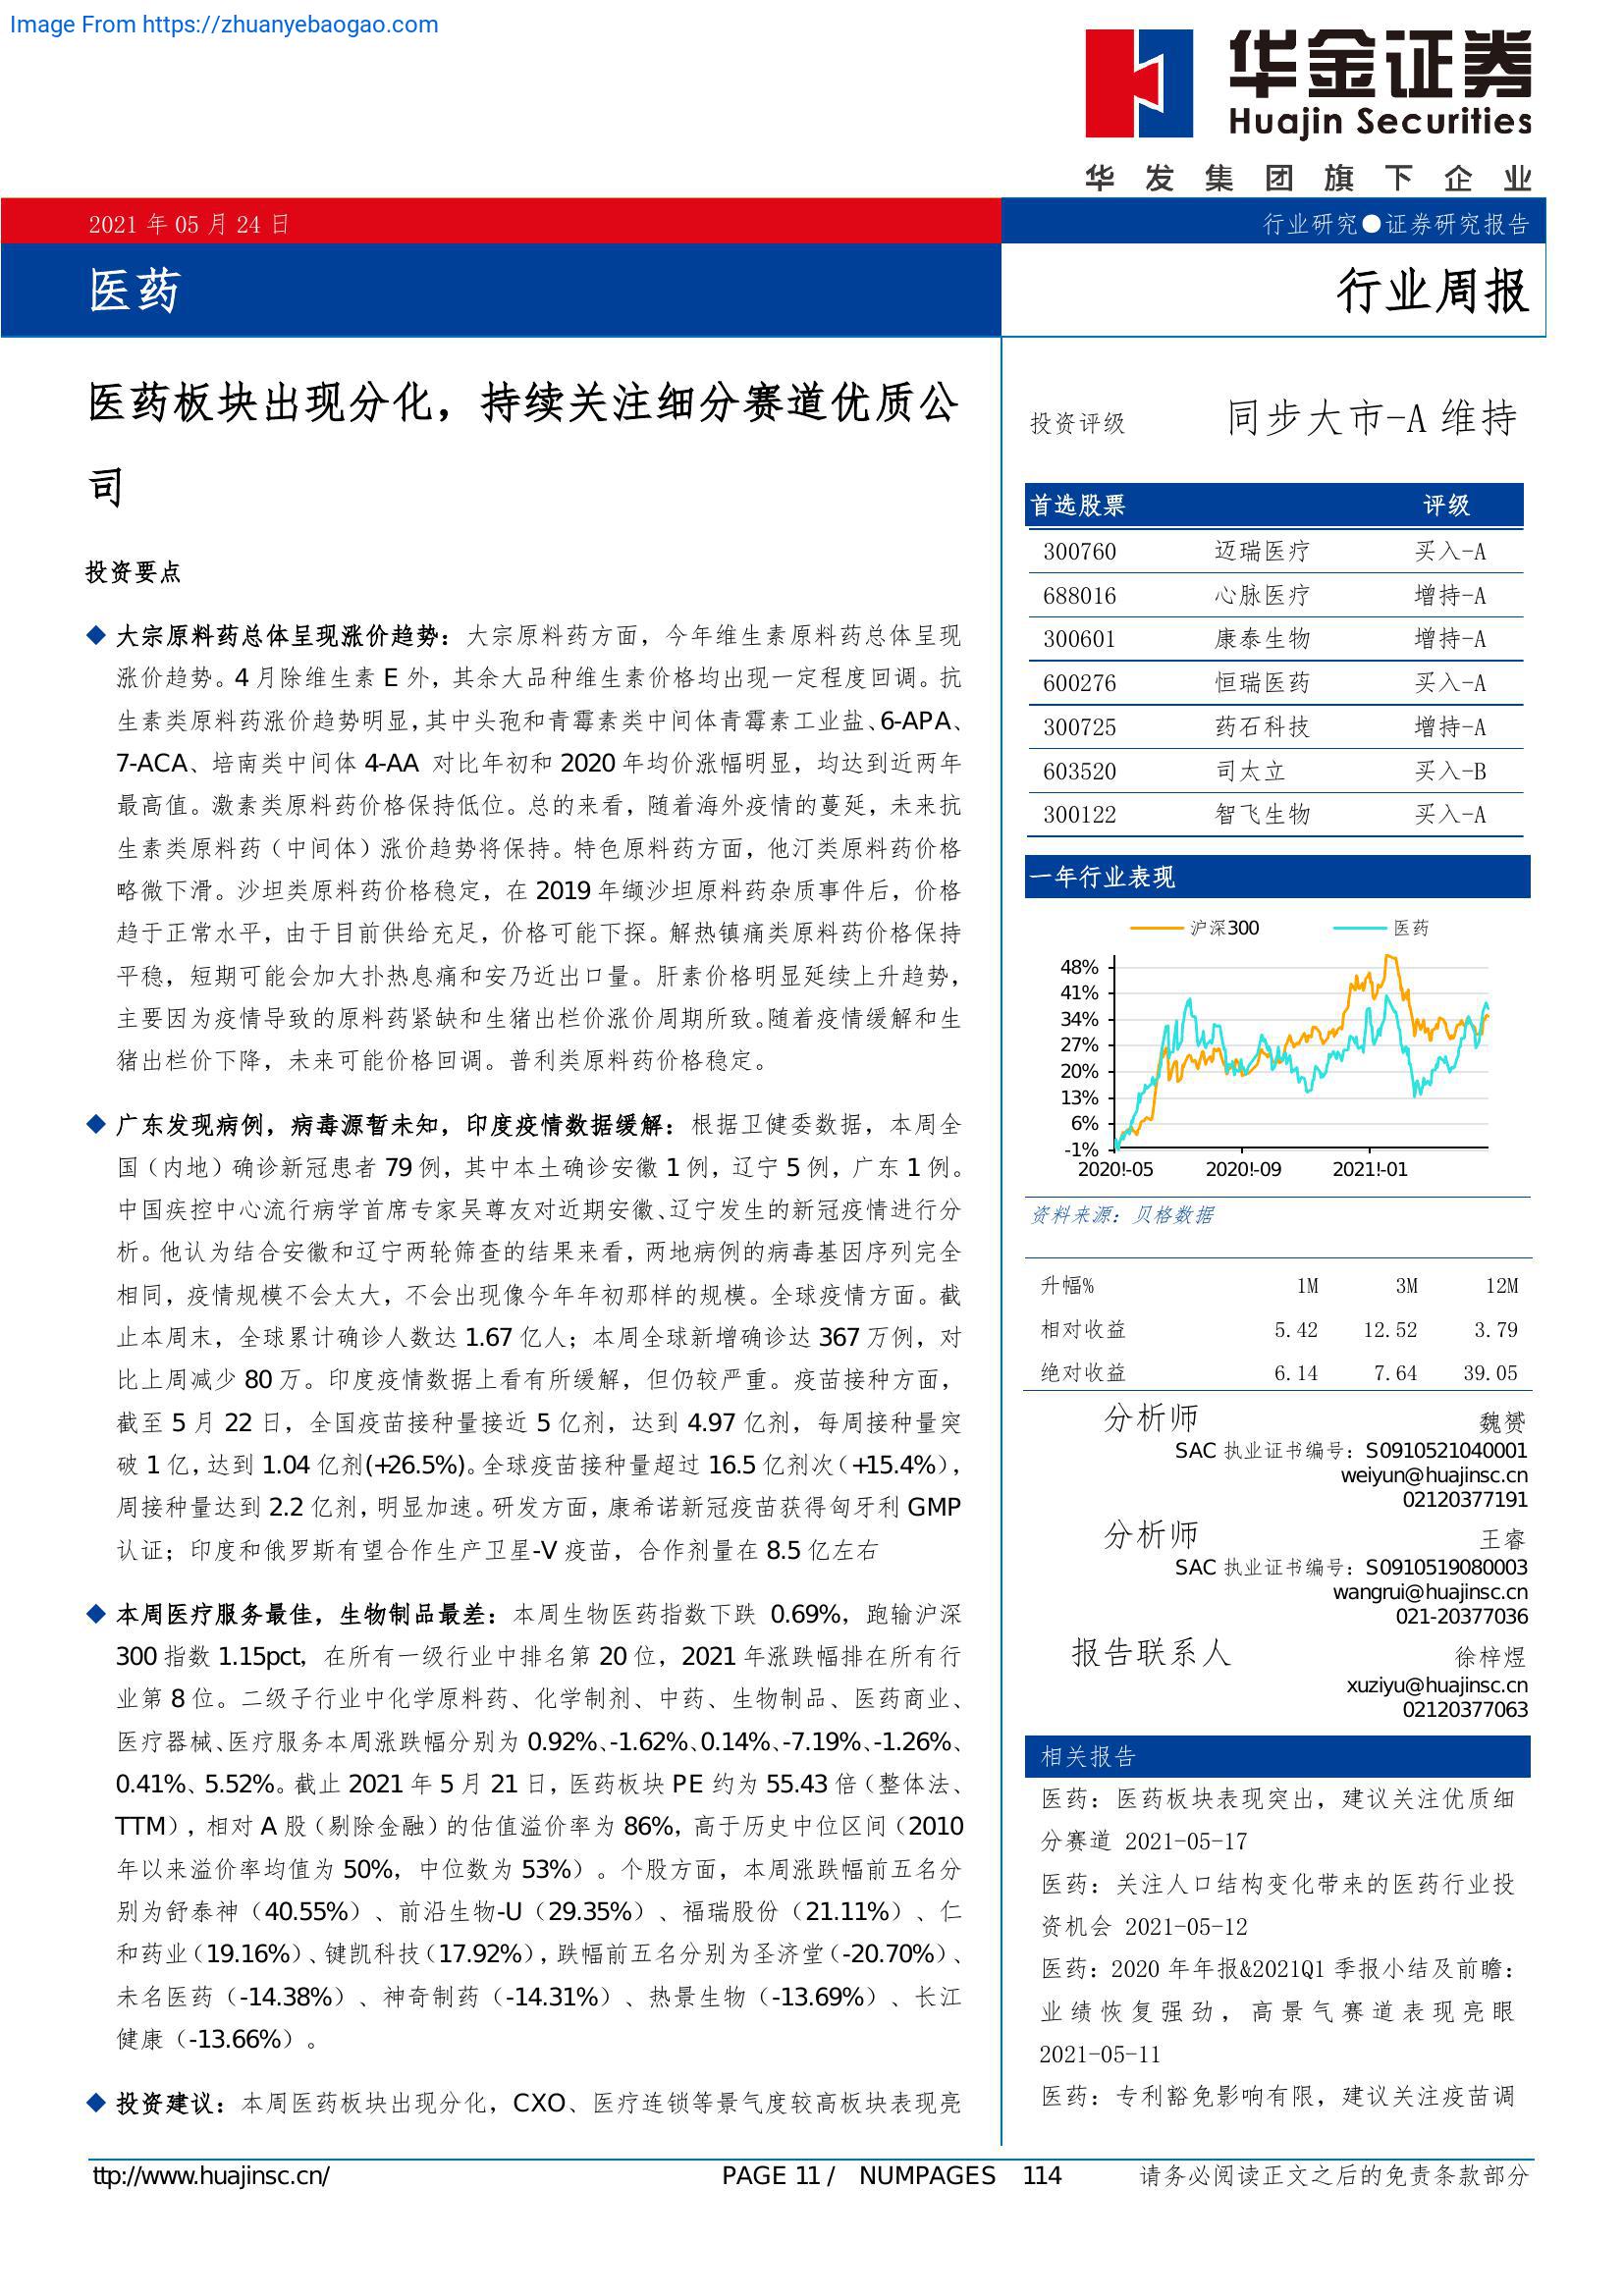 Image From https://zhuanyebaogao.com
华金证券
Huajin Securities
华发集团旗下企业
2021 年 05 月 24 日
行业研究●证券研究报告
医药
行业周报
医药板块出现分化，持续关注细分赛道优质公
司
投资要点
◆ 大宗原料药总体呈现涨价趋势：大宗原料药方面，今年维生素原料药总体呈现
涨价趋势。4 月除维生素 E 外，其余大品种维生素价格均出现一定程度回调。抗
生素类原料药涨价趋势明显，其中头孢和青霉素类中间体青霉素工业盐、6-APA、
7-ACA、培南类中间体 4-AA 对比年初和 2020 年均价涨幅明显，均达到近两年
最高值。激素类原料药价格保持低位。总的来看，随着海外疫情的蔓延，未来抗
生素类原料药（中间体）涨价趋势将保持。特色原料药方面，他汀类原料药价格
略微下滑。沙坦类原料药价格稳定，在 2019 年缬沙坦原料药杂质事件后，价格
趋于正常水平，由于目前供给充足，价格可能下探。解热镇痛类原料药价格保持
平稳，短期可能会加大扑热息痛和安乃近出口量。肝素价格明显延续上升趋势，
主要因为疫情导致的原料药紧缺和生猪出栏价涨价周期所致。随着疫情缓解和生
猪出栏价下降，未来可能价格回调。普利类原料药价格稳定。
◆ 广东发现病例，病毒源暂未知，印度疫情数据缓解：根据卫健委数据，本周全
国（内地）确诊新冠患者 79 例，其中本土确诊安徽 1 例，辽宁 5 例，广东 1 例。
中国疾控中心流行病学首席专家吴尊友对近期安徽、辽宁发生的新冠疫情进行分
析。他认为结合安徽和辽宁两轮筛查的结果来看，两地病例的病毒基因序列完全
相同，疫情规模不会太大，不会出现像今年年初那样的规模。全球疫情方面。截
止本周末，全球累计确诊人数达 1.67 亿人；本周全球新增确诊达 367 万例，对
比上周减少 80 万。印度疫情数据上看有所缓解，但仍较严重。疫苗接种方面，
截至 5 月 22 日，全国疫苗接种量接近 5 亿剂，达到 4.97 亿剂，每周接种量突
破 1 亿，达到 1.04 亿剂(+26.5%)。全球疫苗接种量超过 16.5 亿剂次（+15.4%），
周接种量达到 2.2 亿剂，明显加速。研发方面，康希诺新冠疫苗获得匈牙利 GMP
认证；印度和俄罗斯有望合作生产卫星-V 疫苗，合作剂量在 8.5 亿左右
◆ 本周医疗服务最佳，生物制品最差：本周生物医药指数下跌 0.69%，跑输沪深
300 指数 1.15pct，在所有一级行业中排名第 20 位，2021 年涨跌幅排在所有行
业第 8 位。二级子行业中化学原料药、化学制剂、中药、生物制品、医药商业、
医疗器械、医疗服务本周涨跌幅分别为 0.92%、-1.62%、0.14%、-7.19%、-1.26%、
0.41%、5.52%。截止 2021 年 5 月 21 日，医药板块 PE 约为 55.43 倍（整体法、
TTM），相对 A 股（剔除金融）的估值溢价率为 86%，高于历史中位区间（2010
年以来溢价率均值为 50%，中位数为 53%）。个股方面，本周涨跌幅前五名分
别为舒泰神（40.55%）、前沿生物-U（29.35%）、福瑞股份（21.11%）、仁
和药业（19.16%）、键凯科技（17.92%），跌幅前五名分别为圣济堂（-20.70%）、
未名医药（-14.38%）、神奇制药（-14.31%）、热景生物（-13.69%）、长江
健康（-13.66%）。
◆ 投资建议：本周医药板块出现分化，CXO、医疗连锁等景气度较高板块表现亮
投资评级 同步大市-A 维持
首选股票 评级
300760 迈瑞医疗 买入-A
688016 心脉医疗 增持-A
300601 康泰生物 增持-A
600276 恒瑞医药 买入-A
300725 药石科技 增持-A
603520 司太立 买入-B
300122 智飞生物 买入-A
一年行业表现
沪深300 医药
48%
41%
34%
27%
20%
13%
6%
-1%
2020!-05 2020!-09 2021!-01
资料来源：贝格数据
升幅% 1M 3M 12M
相对收益 5.42 12.52 3.79
绝对收益 6.14 7.64 39.05
分析师 魏赟
SAC 执业证书编号：S0910521040001
weiyun@huajinsc.cn
02120377191
分析师 王睿
SAC 执业证书编号：S0910519080003
wangrui@huajinsc.cn
021-20377036
报告联系人 徐梓煜
xuziyu@huajinsc.cn
02120377063
相关报告
医药：医药板块表现突出，建议关注优质细
分赛道 2021-05-17
医药：关注人口结构变化带来的医药行业投
资机会 2021-05-12
医药：2020 年年报&2021Q1 季报小结及前瞻：
业绩恢复强劲，高景气赛道表现亮眼
2021-05-11
医药：专利豁免影响有限，建议关注疫苗调
ttp://www.huajinsc.cn/ PAGE 11 / NUMPAGES 114 请务必阅读正文之后的免责条款部分